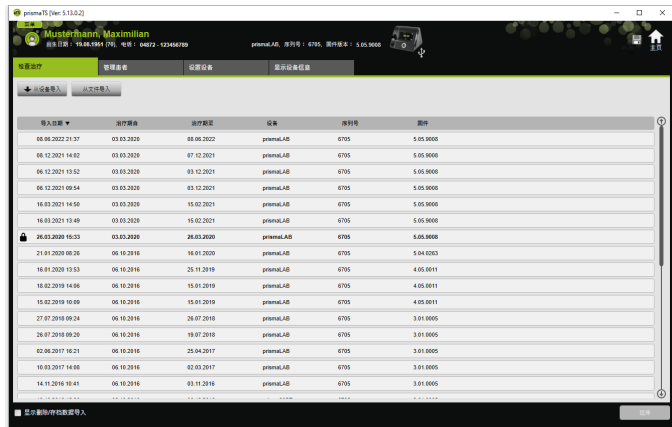 prismaTS [Ver. 5.13.0.2]
菜单
Mustermann, Maximilian
出生日期： 19.08.1951 (70), 电话： 04872 - 123456789
prismaLAB, 序列号： 6705, 固件版本： 5.05.9008
主页
检查治疗 管理患者 设置设备 显示设备信息
从设备导入 从文件导入
导入日期 ▼ 治疗期自 治疗期至 设备 序列号 固件
08.06.2022 21:37 03.03.2020 08.06.2022 prismaLAB 6705 5.05.9008
08.12.2021 14:02 03.03.2020 07.12.2021 prismaLAB 6705 5.05.9008
06.12.2021 13:52 03.03.2020 03.12.2021 prismaLAB 6705 5.05.9008
06.12.2021 09:54 03.03.2020 03.12.2021 prismaLAB 6705 5.05.9008
16.03.2021 14:50 03.03.2020 15.02.2021 prismaLAB 6705 5.05.9008
16.03.2021 13:49 03.03.2020 15.02.2021 prismaLAB 6705 5.05.9008
26.03.2020 15:33 03.03.2020 26.03.2020 prismaLAB 6705 5.05.9008
21.01.2020 08:26 06.10.2016 16.01.2020 prismaLAB 6705 5.04.0263
16.01.2020 13:53 06.10.2016 25.11.2019 prismaLAB 6705 4.05.0011
18.02.2019 14:06 06.10.2016 15.01.2019 prismaLAB 6705 4.05.0011
15.02.2019 10:09 06.10.2016 15.01.2019 prismaLAB 6705 4.05.0011
27.07.2018 09:24 06.10.2016 26.07.2018 prismaLAB 6705 3.01.0005
26.07.2018 09:20 06.10.2016 19.07.2018 prismaLAB 6705 3.01.0005
02.06.2017 16:21 06.10.2016 25.04.2017 prismaLAB 6705 3.01.0005
10.03.2017 14:08 06.10.2016 02.03.2017 prismaLAB 6705 3.01.0005
14.11.2016 10:41 06.10.2016 03.11.2016 prismaLAB 6705 3.01.0005
显示删除/存档数据导入